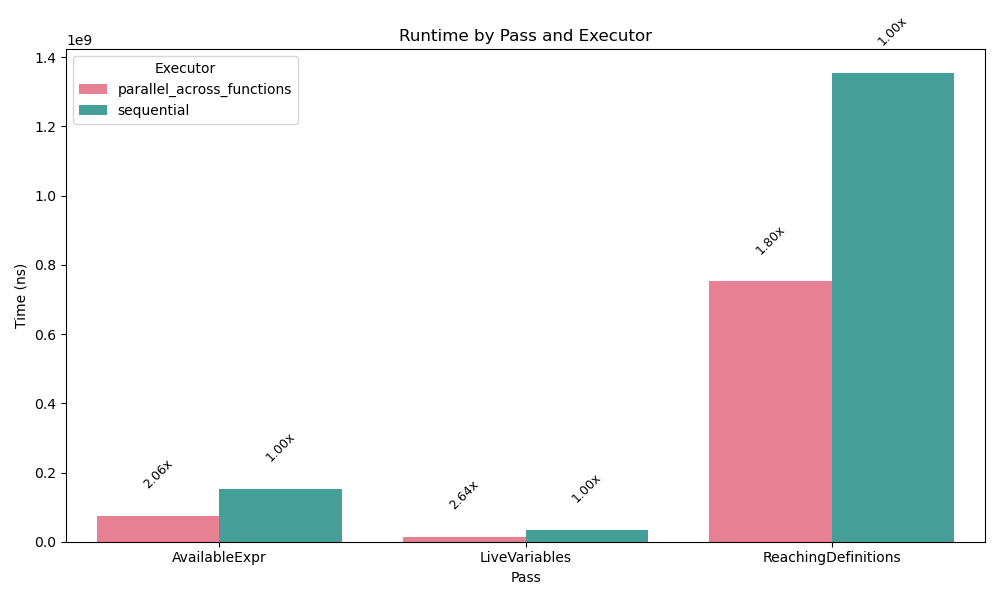 Runtime by Pass and Executor
1e9
1.00x
1.4
Executor
parallel_across_functions
sequential
1.2
1.0
0.8
1.80x
Time (ns)
0.6
0.4
0.2
2.06x
1.00x
2.64x
1.00x
0.0
AvailableExpr
LiveVariables
ReachingDefinitions
Pass